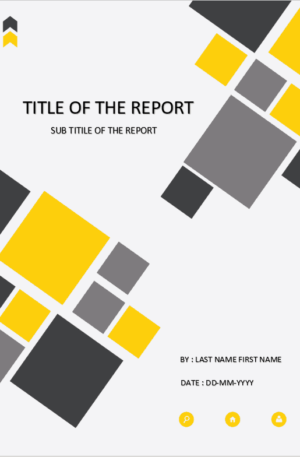 TITLE OF THE REPORT
SUB TITILE OF THE REPORT
BY : LAST NAME FIRST NAME
DATE : DD-MM-YYYY